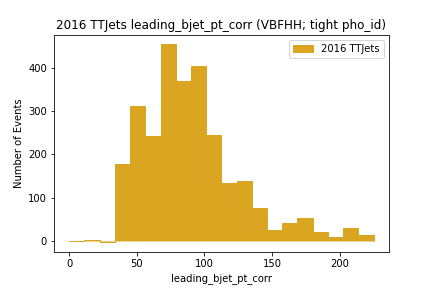 2016 TTJets leading_bjet_pt_corr (VBFHH; tight pho_id)
2016 TTJets
Number of Events
400
300
200
100
0
0 50 100 150 200
leading_bjet_pt_corr